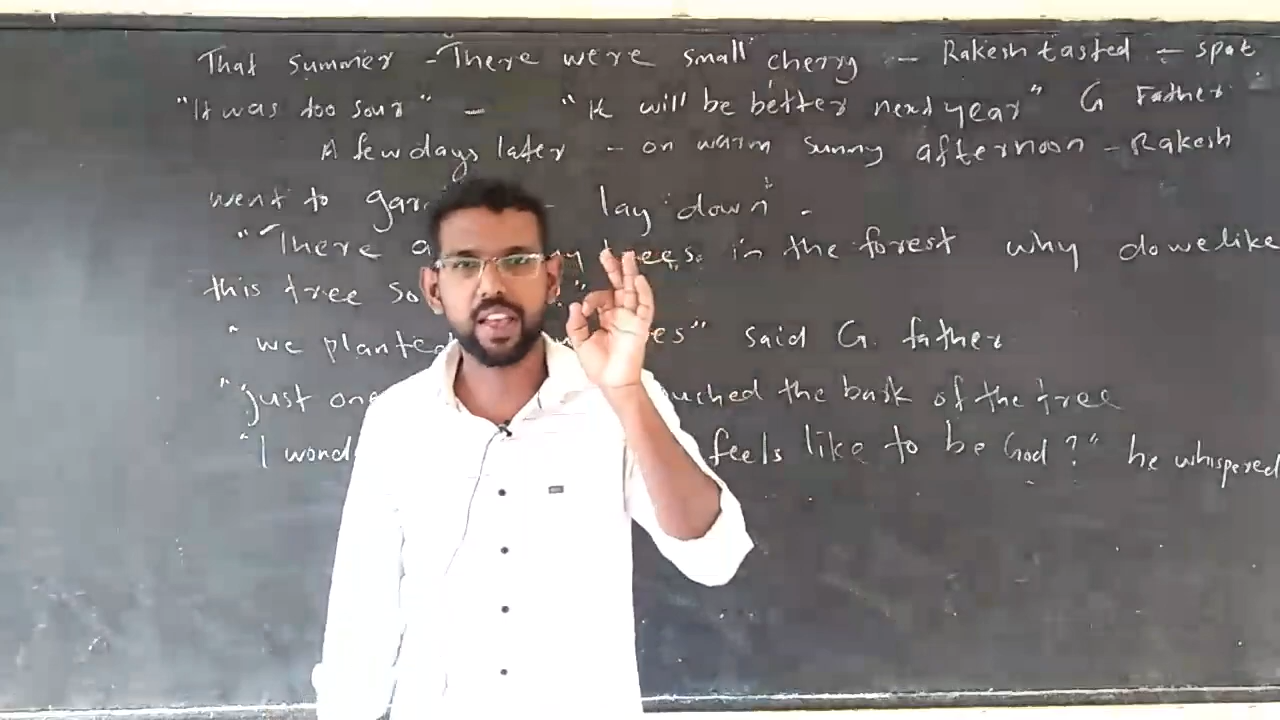 That summer - There were small cherry - Rakesh tasted - spat
"It was too sour" - "It will be better next year" G Father
A few days later - on warm sunny afternoon - Rakesh
went to - lay down.
"There trees in the forest why do we like
this tree so
"we planted said G. father
"just one the bark of the tree
"I feels like to be God?" he whispered